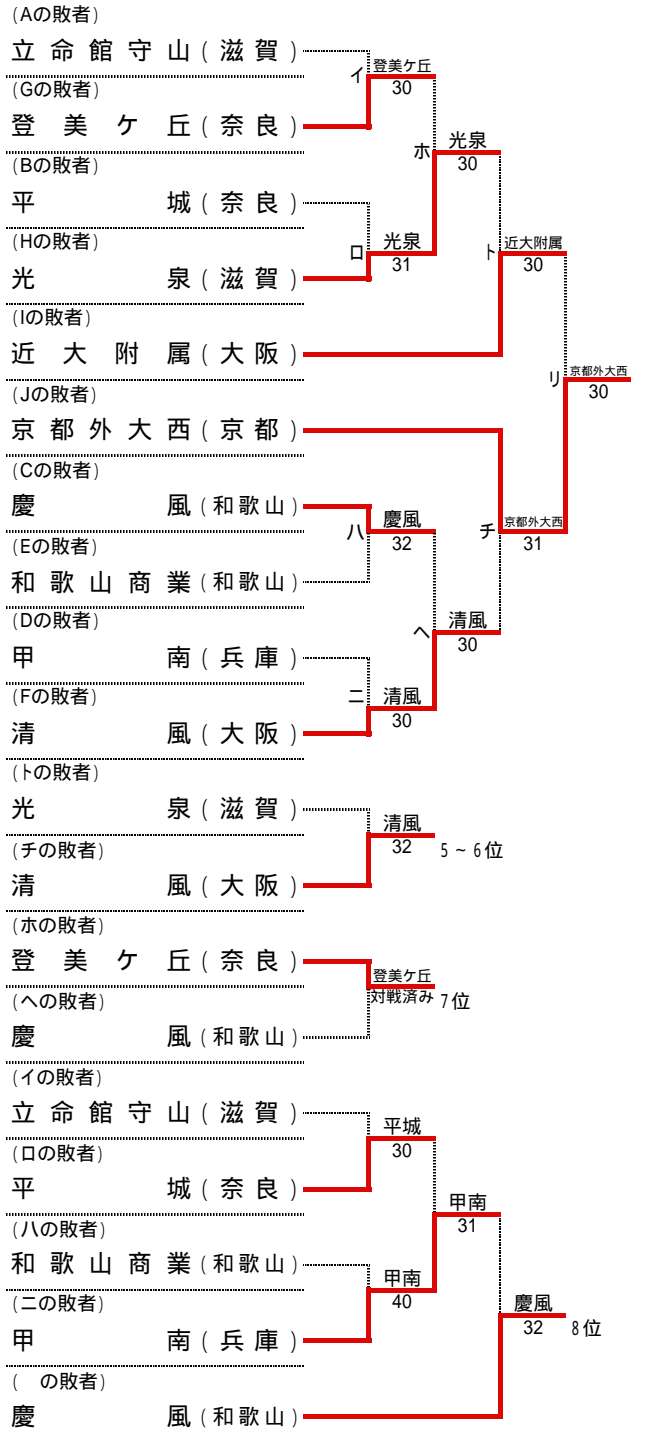 (Aの敗者)
立命館守山(滋賀)
イ
登美ケ丘
30
(Gの敗者)
登美ケ丘(奈良)
ホ
光泉
30
(Bの敗者)
平城(奈良)
(Hの敗者)
ロ
光泉
31
ト
近大附属
30
光泉(滋賀)
(Iの敗者)
近大附属(大阪)
リ
京都外大西
30
(Jの敗者)
京都外大西(京都)
(Cの敗者)
慶風(和歌山)
ハ
慶風
32
チ
京都外大西
31
(Eの敗者)
和歌山商業(和歌山)
(Dの敗者)
ヘ
清風
30
甲南(兵庫)
(Fの敗者)
ニ
清風
30
清風(大阪)
(トの敗者)
光泉(滋賀)
清風
32
5~6位
(チの敗者)
清風(大阪)
(ホの敗者)
登美ケ丘(奈良)
登美ケ丘
対戦済み
7位
(ヘの敗者)
慶風(和歌山)
(イの敗者)
立命館守山(滋賀)
平城
30
(ロの敗者)
平城(奈良)
甲南
31
(ハの敗者)
和歌山商業(和歌山)
甲南
40
(ニの敗者)
甲南(兵庫)
慶風
32
8位
( の敗者)
慶風(和歌山)